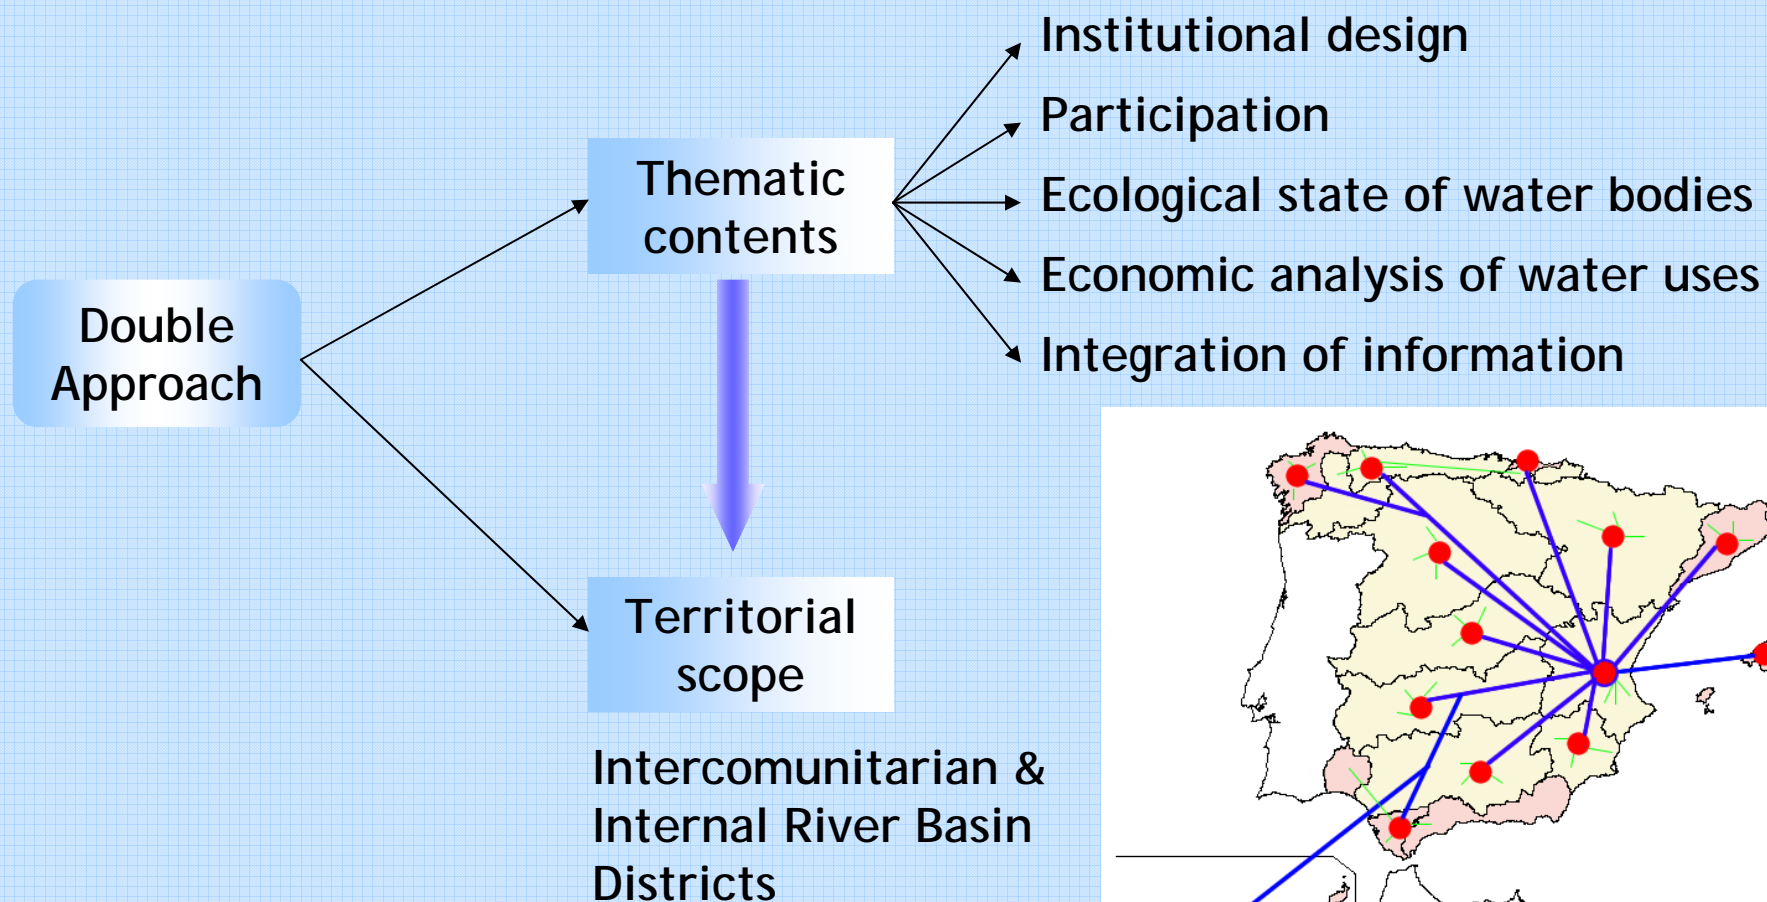 Institutional design
Participation
Thematic
contents
Ecological state of water bodies
Economic analysis of water uses
Integration of information
Double
Approach
Territorial
scope
Intercomunitarian &
Internal River Basin
Districts